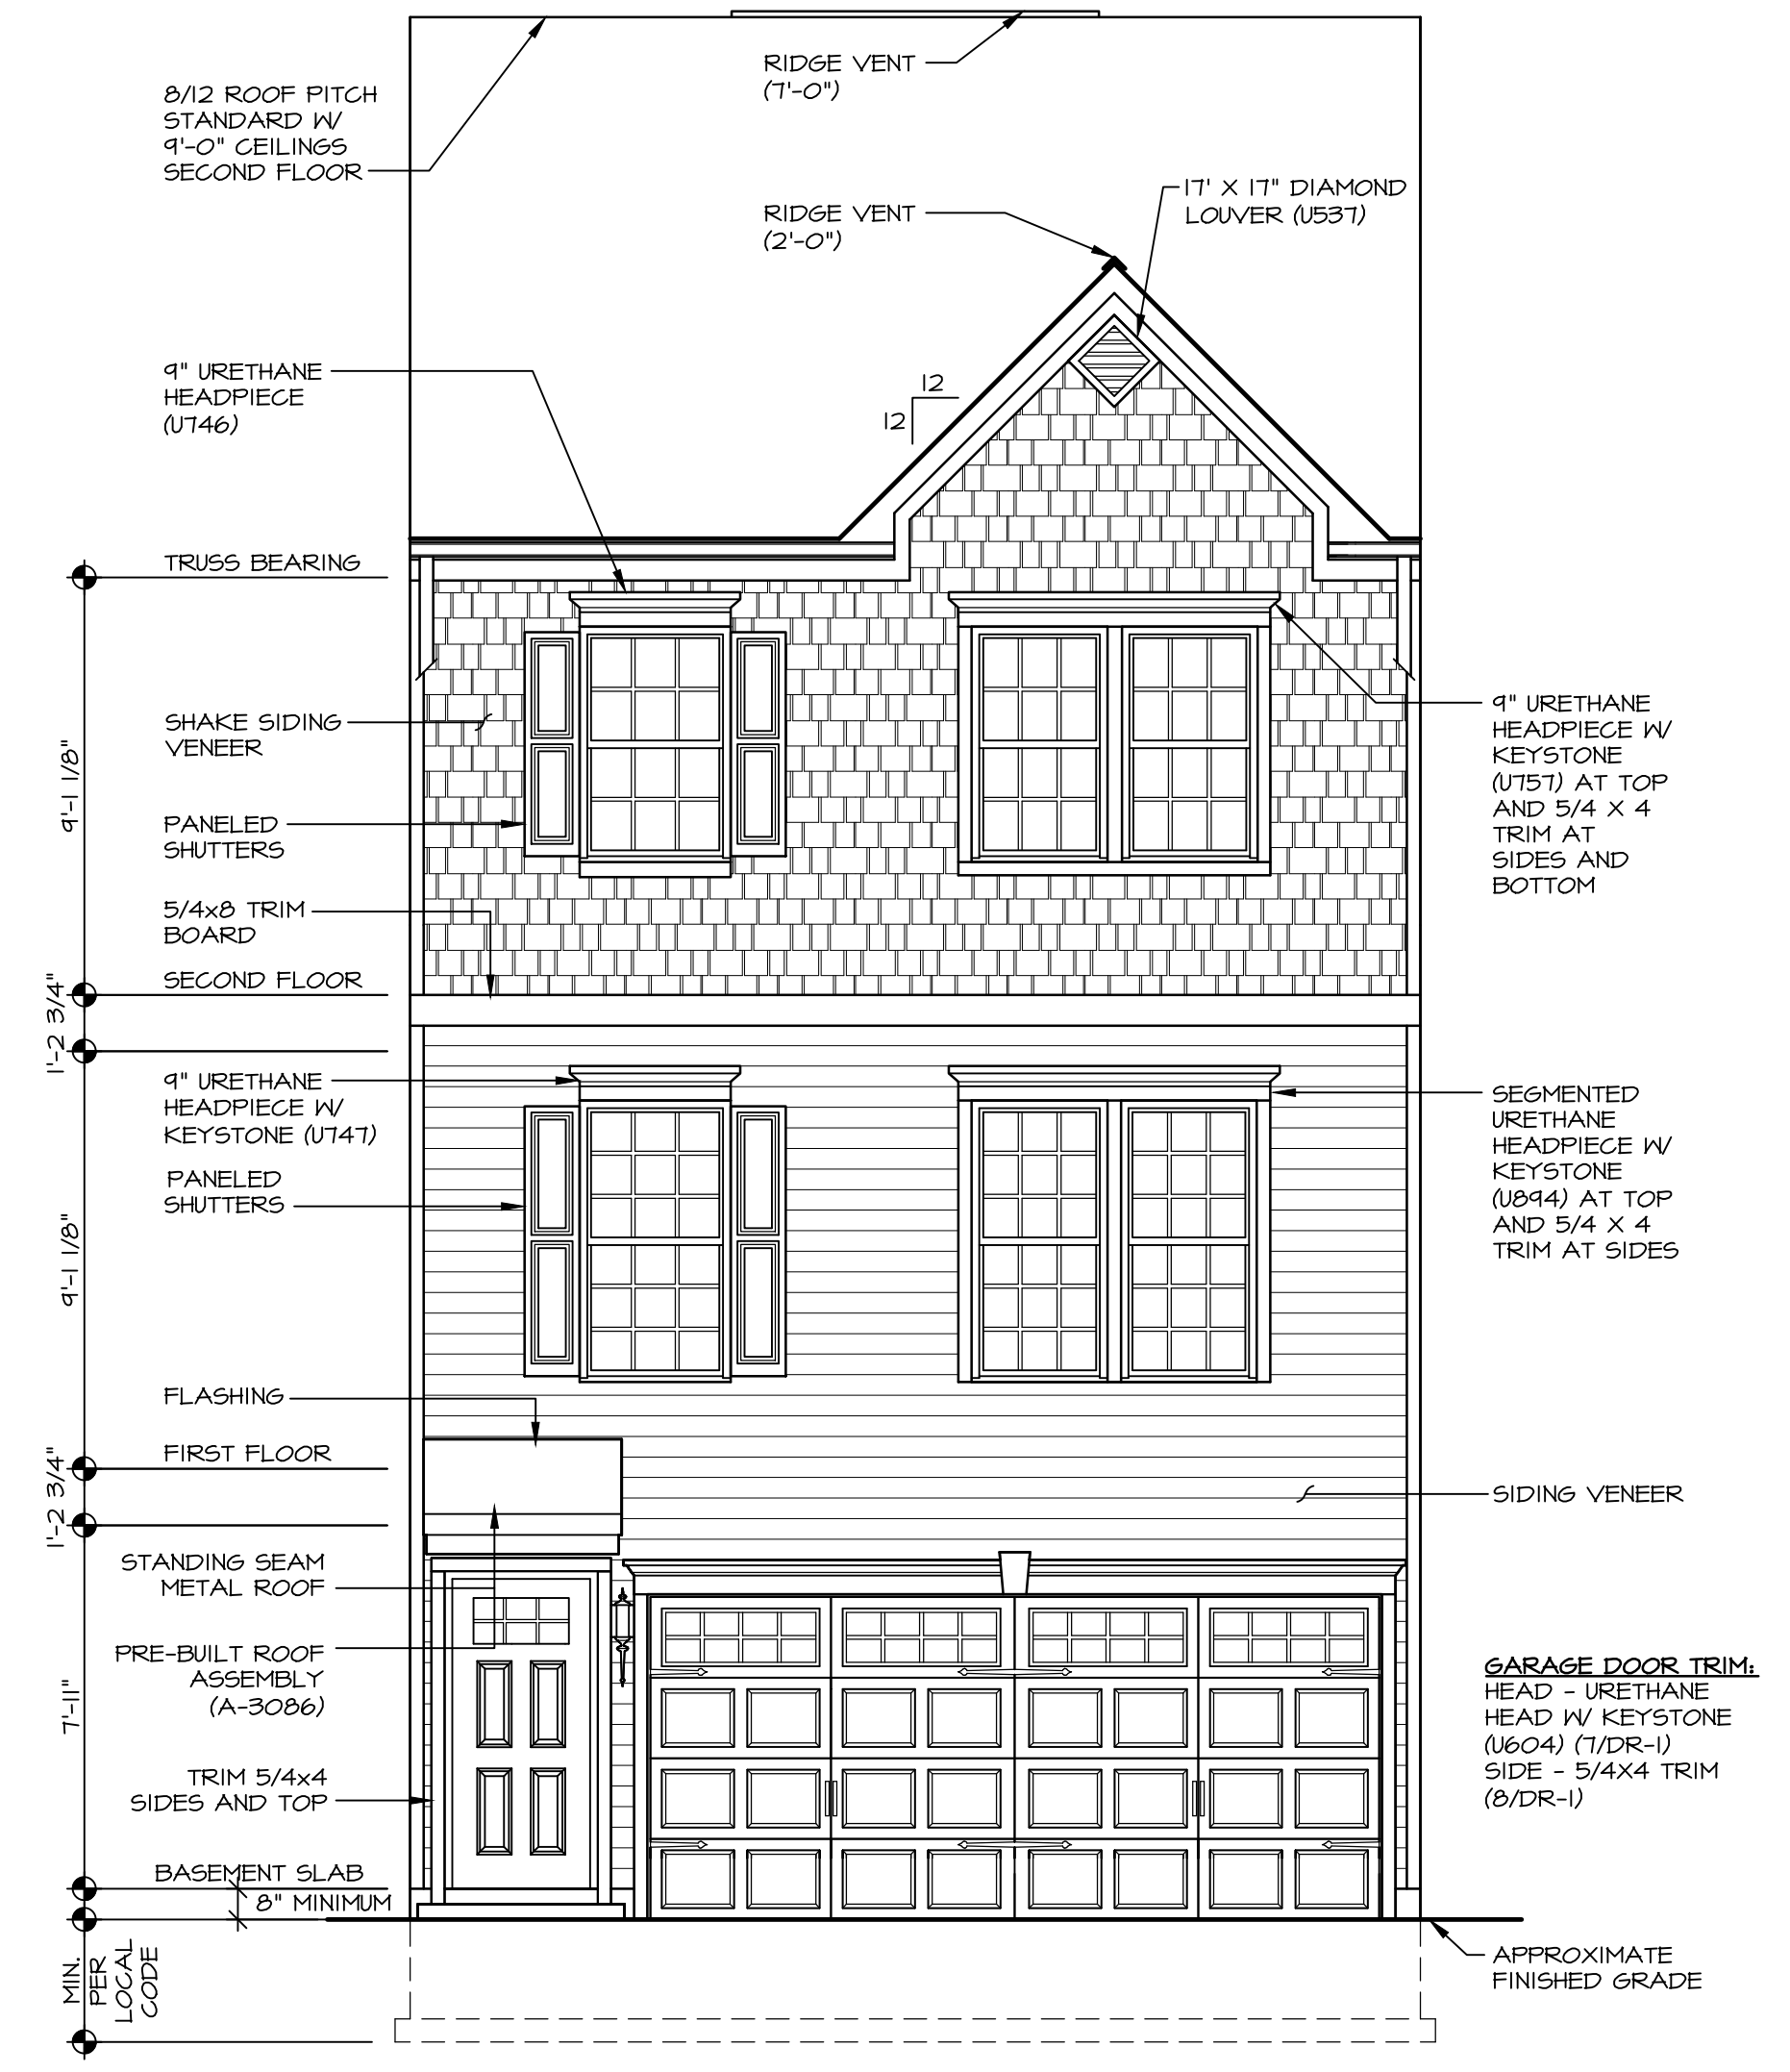 RIDGE VENT
(7'-0")
8/12 ROOF PITCH
STANDARD W/
9'-0" CEILINGS
SECOND FLOOR
17' X 17" DIAMOND
LOUVER (U537)
RIDGE VENT
(2'-0")
9" URETHANE
HEADPIECE
(U746)
12
12
TRUSS BEARING
9'-1 1/8"
SHAKE SIDING
VENEER
9" URETHANE
HEADPIECE W/
KEYSTONE
(U757) AT TOP
AND 5/4 X 4
TRIM AT
SIDES AND
BOTTOM
PANELED
SHUTTERS
5/4x8 TRIM
BOARD
SECOND FLOOR
1'-2 3/4"
9" URETHANE
HEADPIECE W/
KEYSTONE (U747)
SEGMENTED
URETHANE
HEADPIECE W/
KEYSTONE
(U894) AT TOP
AND 5/4 X 4
TRIM AT SIDES
PANELED
SHUTTERS
9'-1 1/8"
FLASHING
FIRST FLOOR
1'-2 3/4"
SIDING VENEER
STANDING SEAM
METAL ROOF
PRE-BUILT ROOF
ASSEMBLY
(A-3086)
7'-11"
GARAGE DOOR TRIM:
HEAD - URETHANE
HEAD W/ KEYSTONE
(U604) (7/DR-1)
SIDE - 5/4X4 TRIM
(8/DR-1)
TRIM 5/4x4
SIDES AND TOP
BASEMENT SLAB
8" MINIMUM
MIN.
PER
LOCAL
CODE
APPROXIMATE
FINISHED GRADE